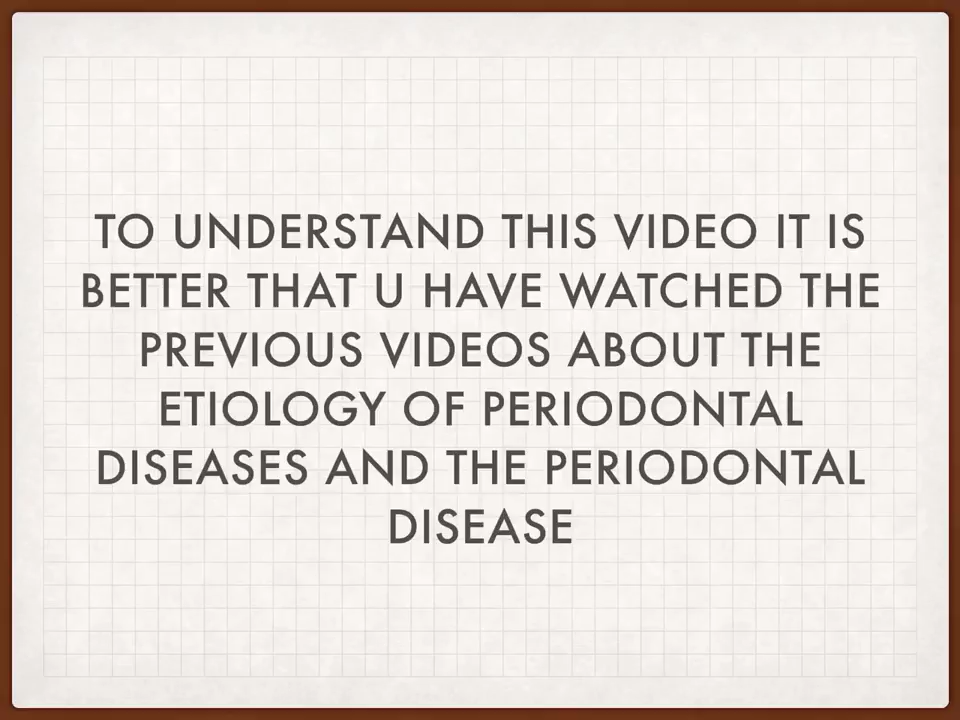 TO UNDERSTAND THIS VIDEO IT IS
BETTER THAT U HAVE WATCHED THE
PREVIOUS VIDEOS ABOUT THE
ETIOLOGY OF PERIODONTAL
DISEASES AND THE PERIODONTAL
DISEASE